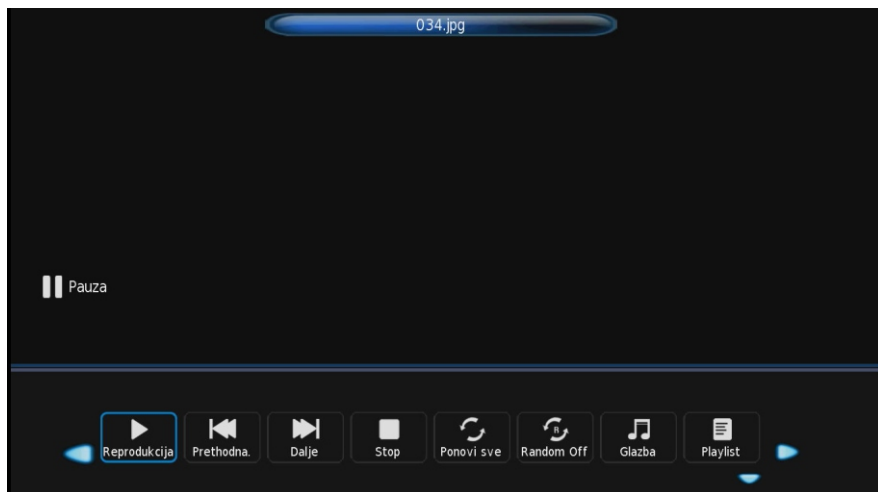 034.jpg
Pauza
Reprodukcija Prethodna. Dalje Stop Ponovi sve Random Off Glazba Playlist